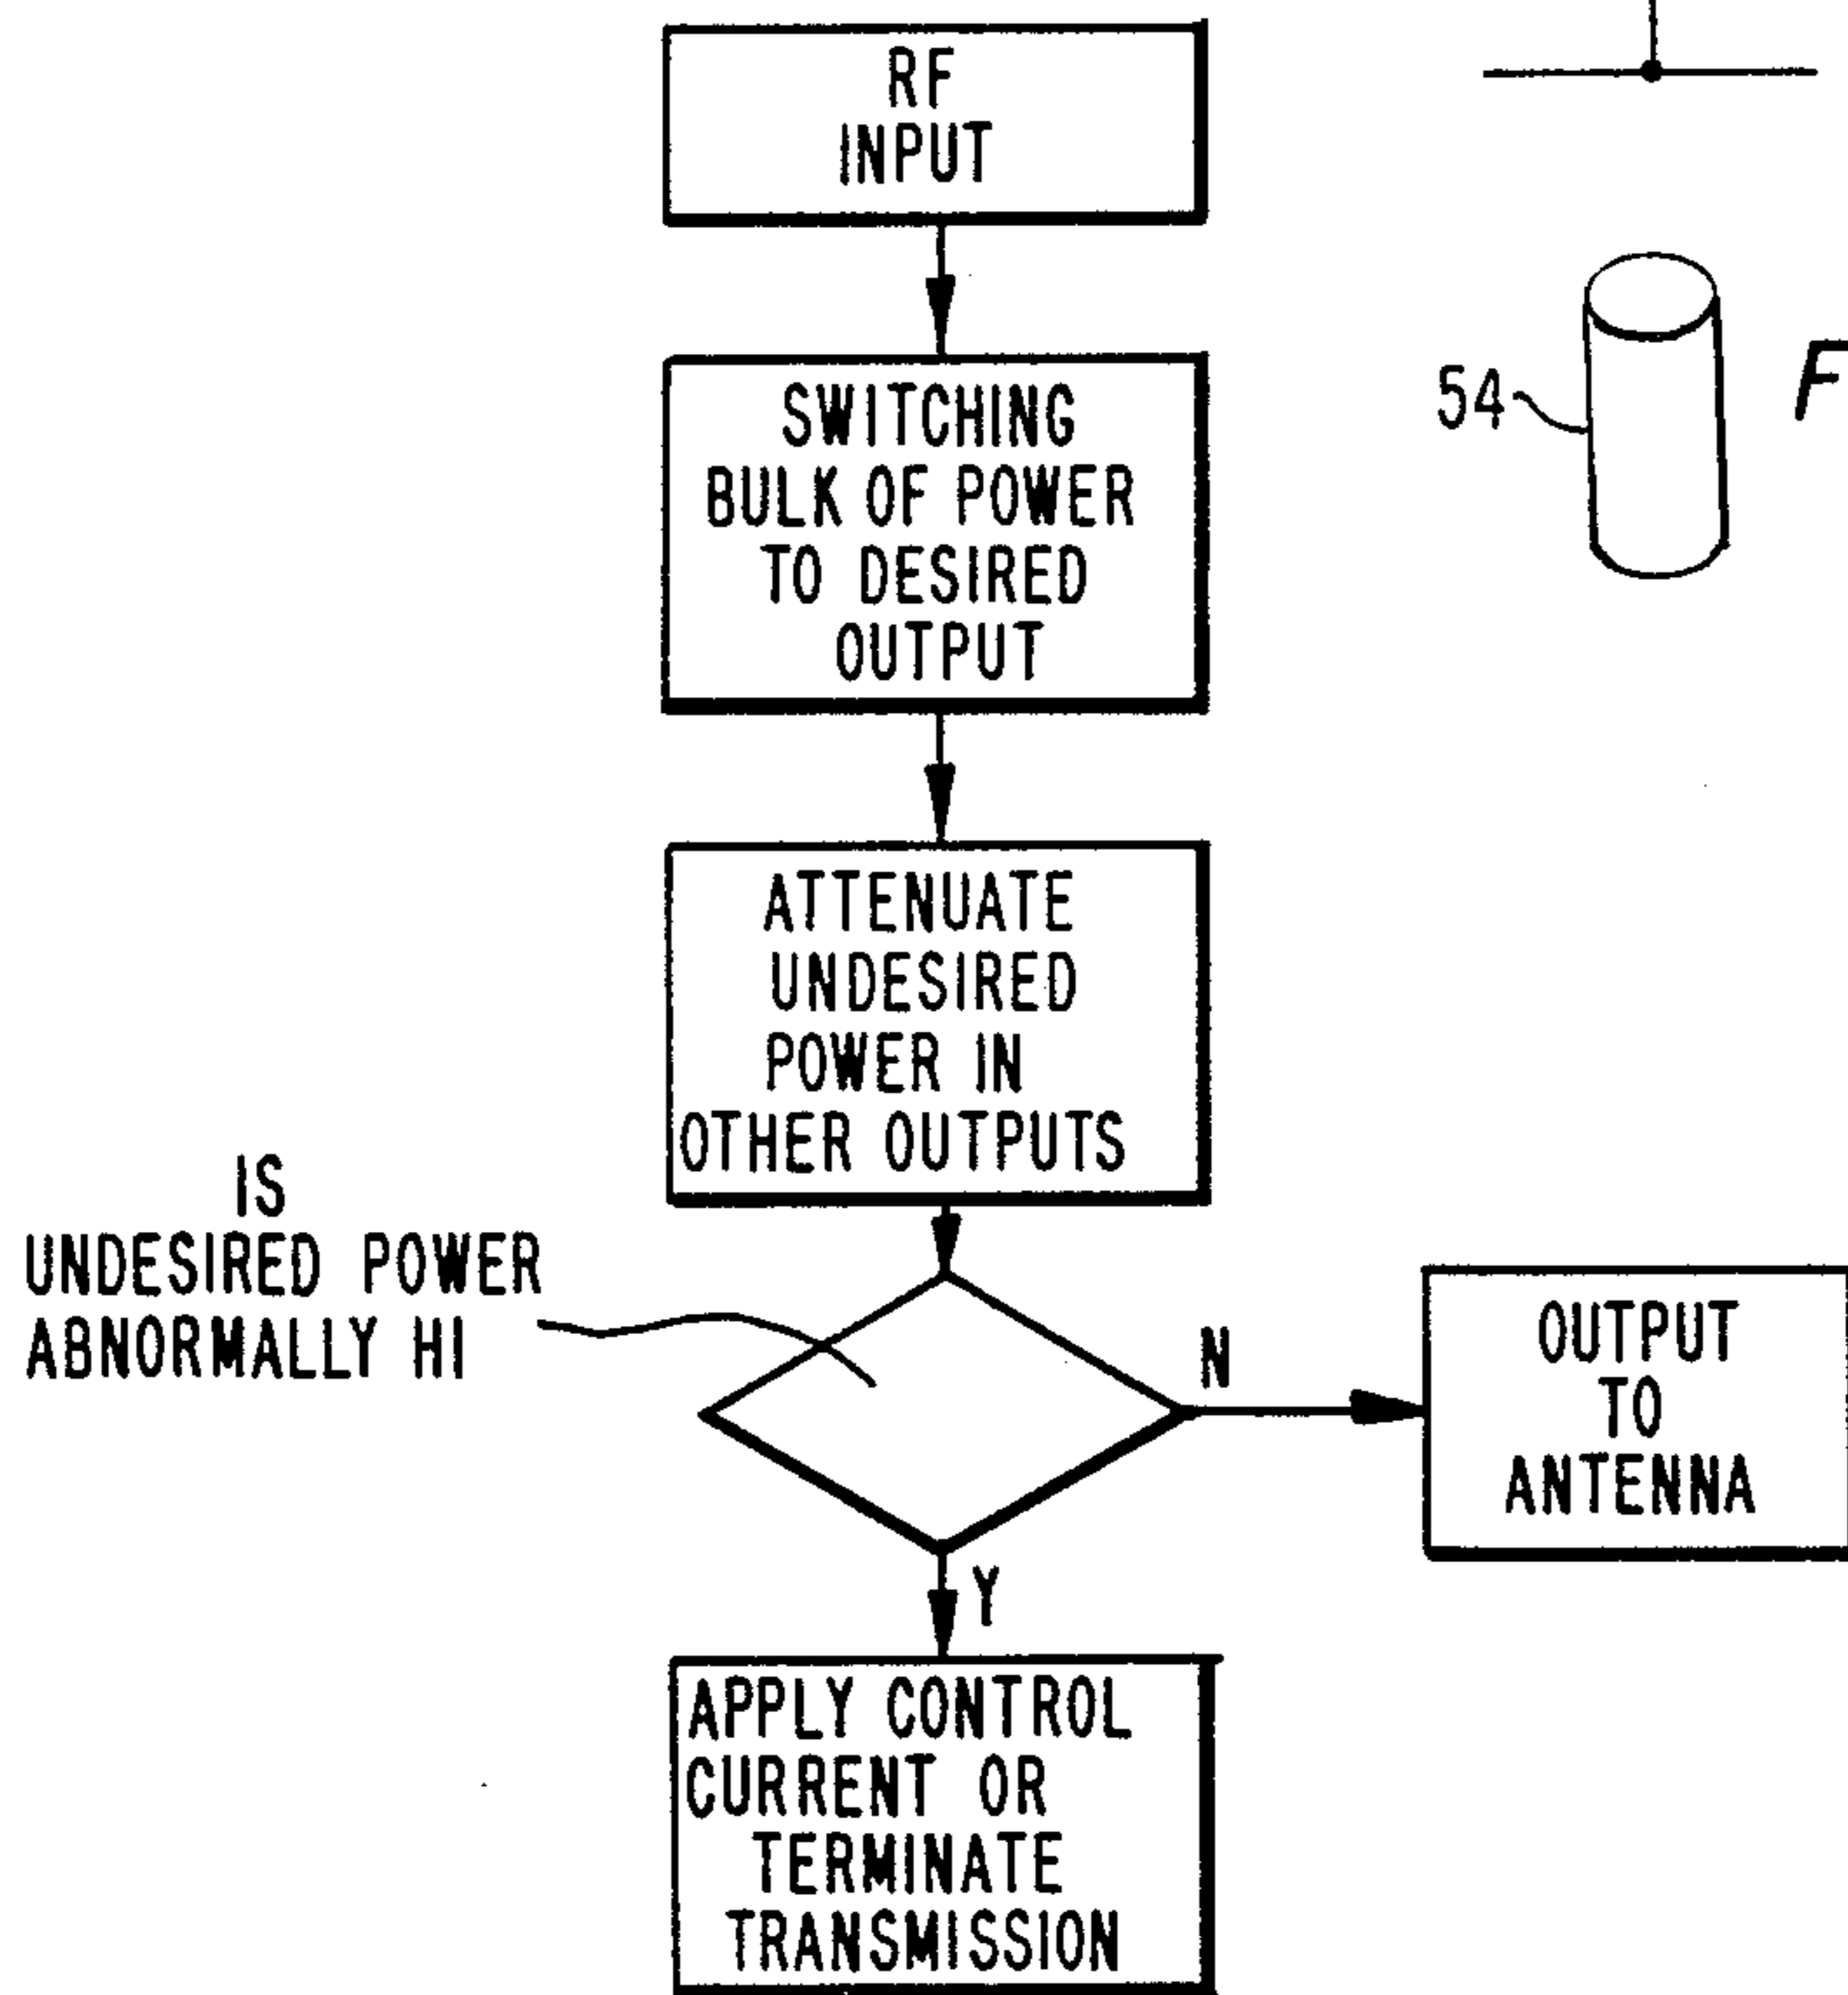 RF
INPUT
SWITCHING
BULK OF POWER
TO DESIRED
OUTPUT
54
F
ATTENUATE
UNDESIRED
POWER IN
OTHER OUTPUTS
IS
UNDESIRED POWER
ABNORMALLY HI
N
OUTPUT
TO
ANTENNA
Y
APPLY CONTROL
CURRENT OR
TERMINATE
TRANSMISSION